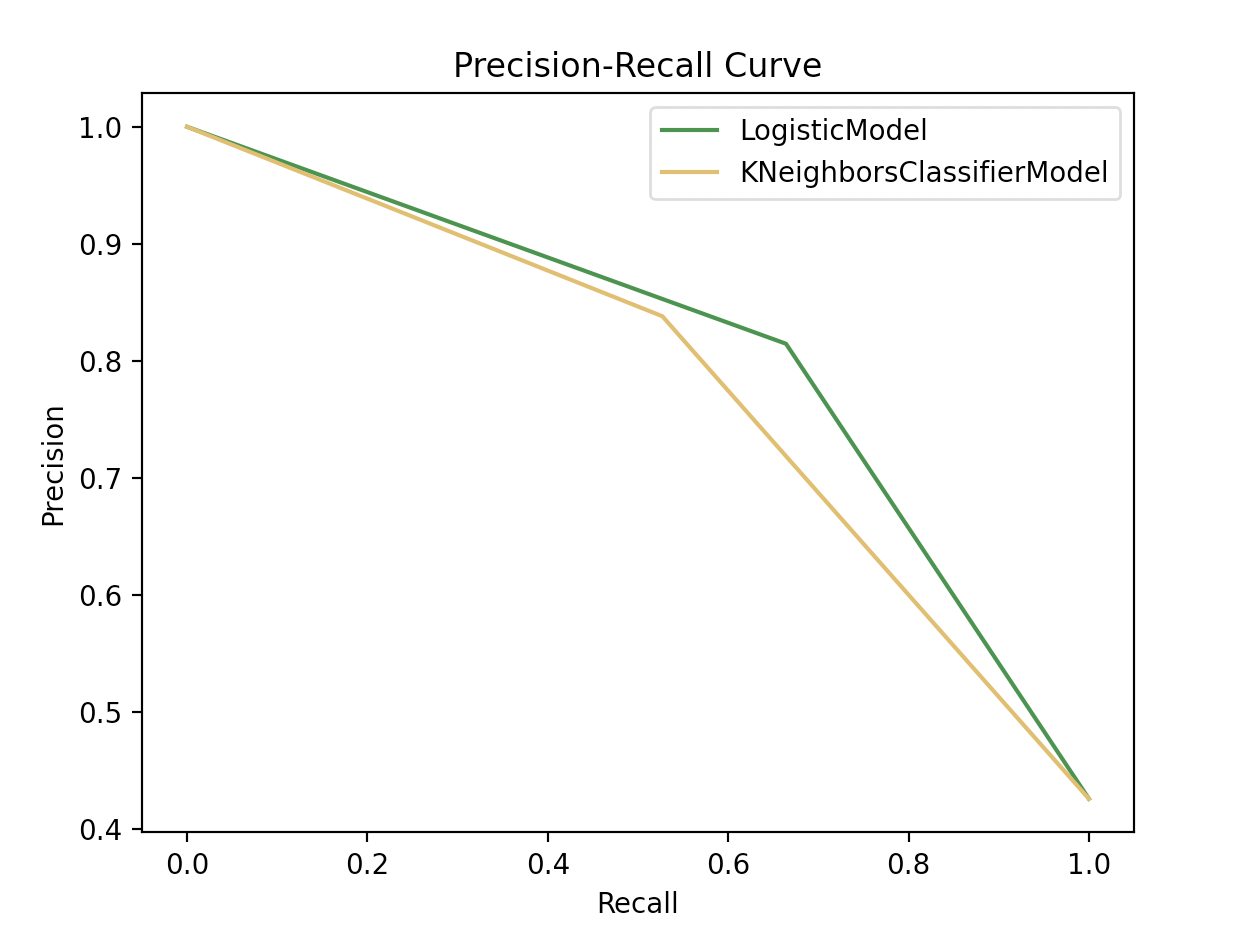 Precision-Recall Curve
LogisticModel
KNeighborsClassifierModel
1.0
0.9
0.8
0.7
0.6
0.5
0.4
Precision
0.0 0.2 0.4 0.6 0.8 1.0
Recall